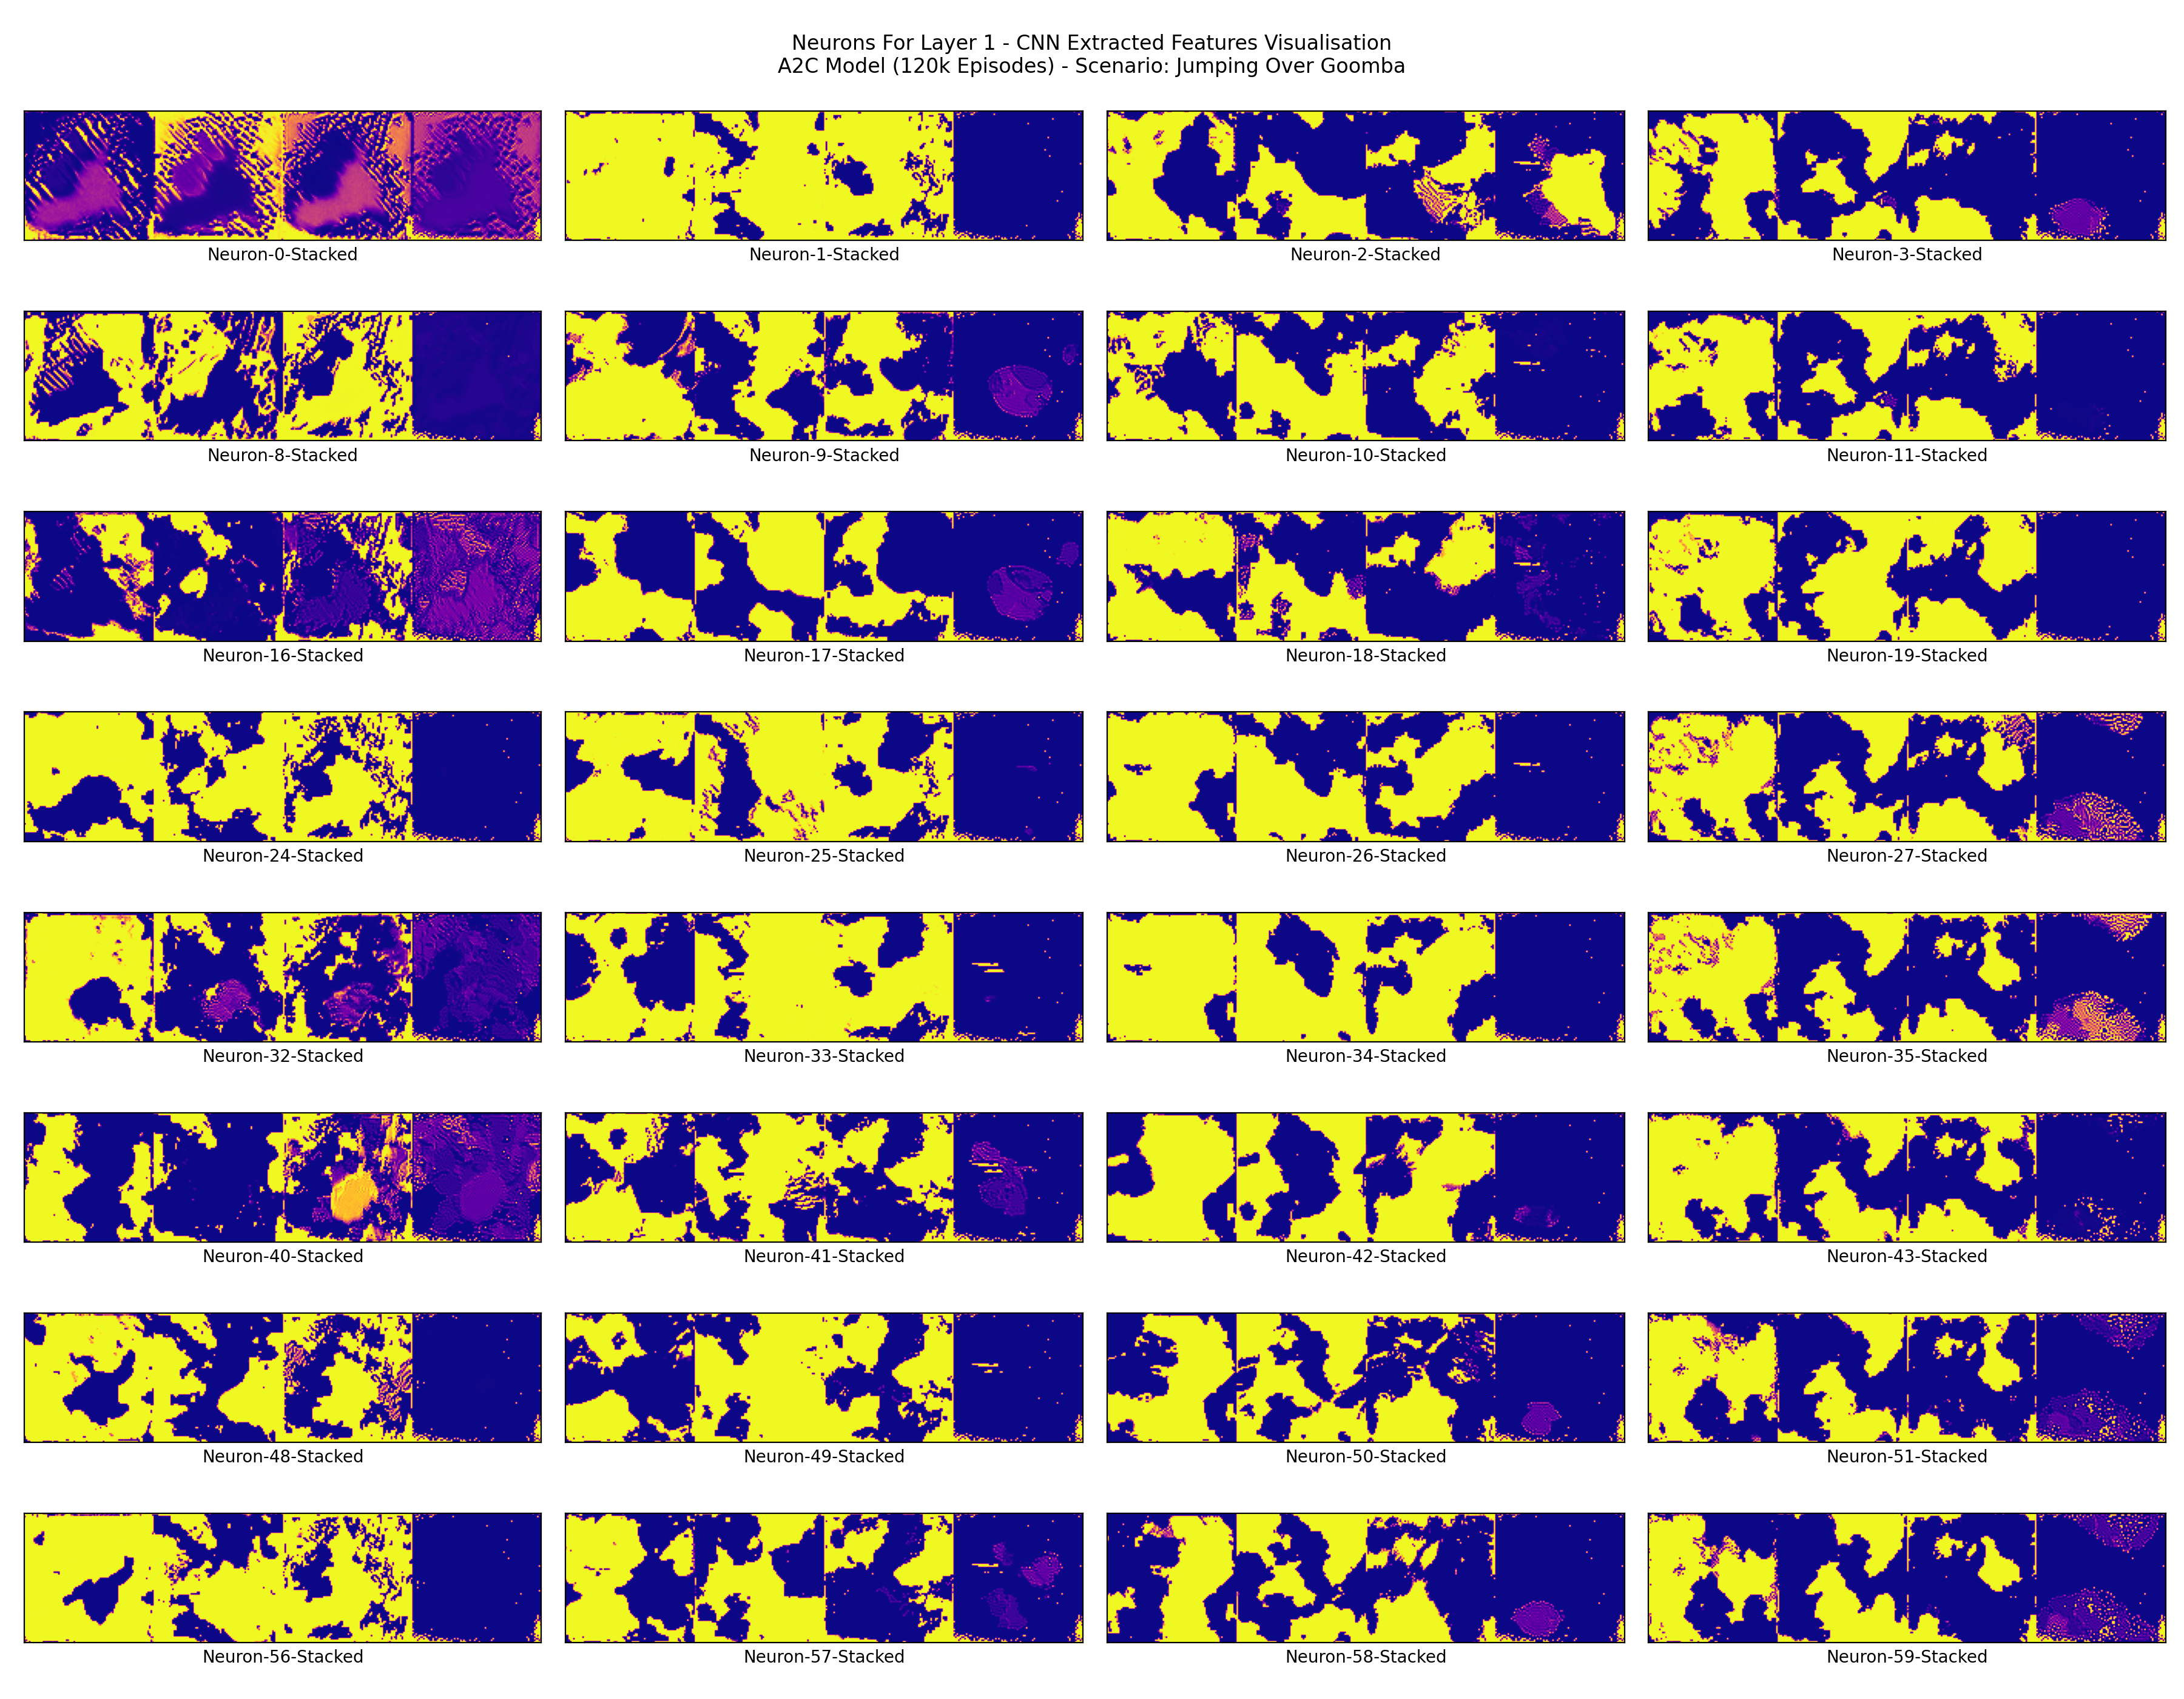 Neurons For Layer 1 - CNN Extracted Features Visualisation
A2C Model (120k Episodes) - Scenario: Jumping Over Goomba
Neuron-0-Stacked
Neuron-1-Stacked
Neuron-2-Stacked
Neuron-3-Stacked
Neuron-8-Stacked
Neuron-9-Stacked
Neuron-10-Stacked
Neuron-11-Stacked
Neuron-16-Stacked
Neuron-17-Stacked
Neuron-18-Stacked
Neuron-19-Stacked
Neuron-24-Stacked
Neuron-25-Stacked
Neuron-26-Stacked
Neuron-27-Stacked
Neuron-32-Stacked
Neuron-33-Stacked
Neuron-34-Stacked
Neuron-35-Stacked
Neuron-40-Stacked
Neuron-41-Stacked
Neuron-42-Stacked
Neuron-43-Stacked
Neuron-48-Stacked
Neuron-49-Stacked
Neuron-50-Stacked
Neuron-51-Stacked
Neuron-56-Stacked
Neuron-57-Stacked
Neuron-58-Stacked
Neuron-59-Stacked